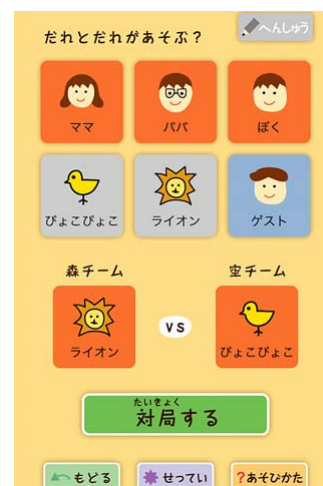 だれとだれがあそぶ？
へんしゅう
ママ
パパ
ぼく
ぴよこぴよこ
ライオン
ゲスト
森チーム
空チーム
ライオン
VS
ぴよこぴよこ
たいきょく
対局する
もどる
せってい
?あそびかた